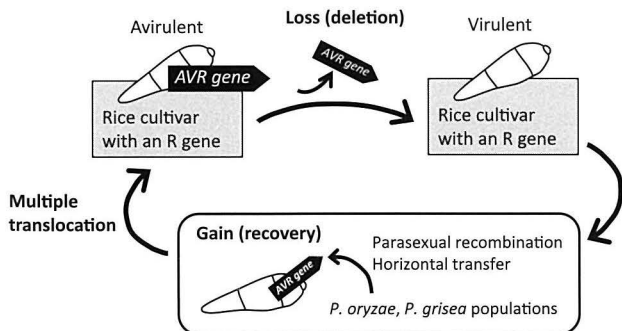 Avirulent
Loss (deletion)
Virulent
AVR gene
AVR gene
Rice cultivar
with an R gene
Rice cultivar
with an R gene
Multiple
translocation
Gain (recovery)
Parasexual recombination
Horizontal transfer
AVR gene
P. oryzae, P. grisea populations